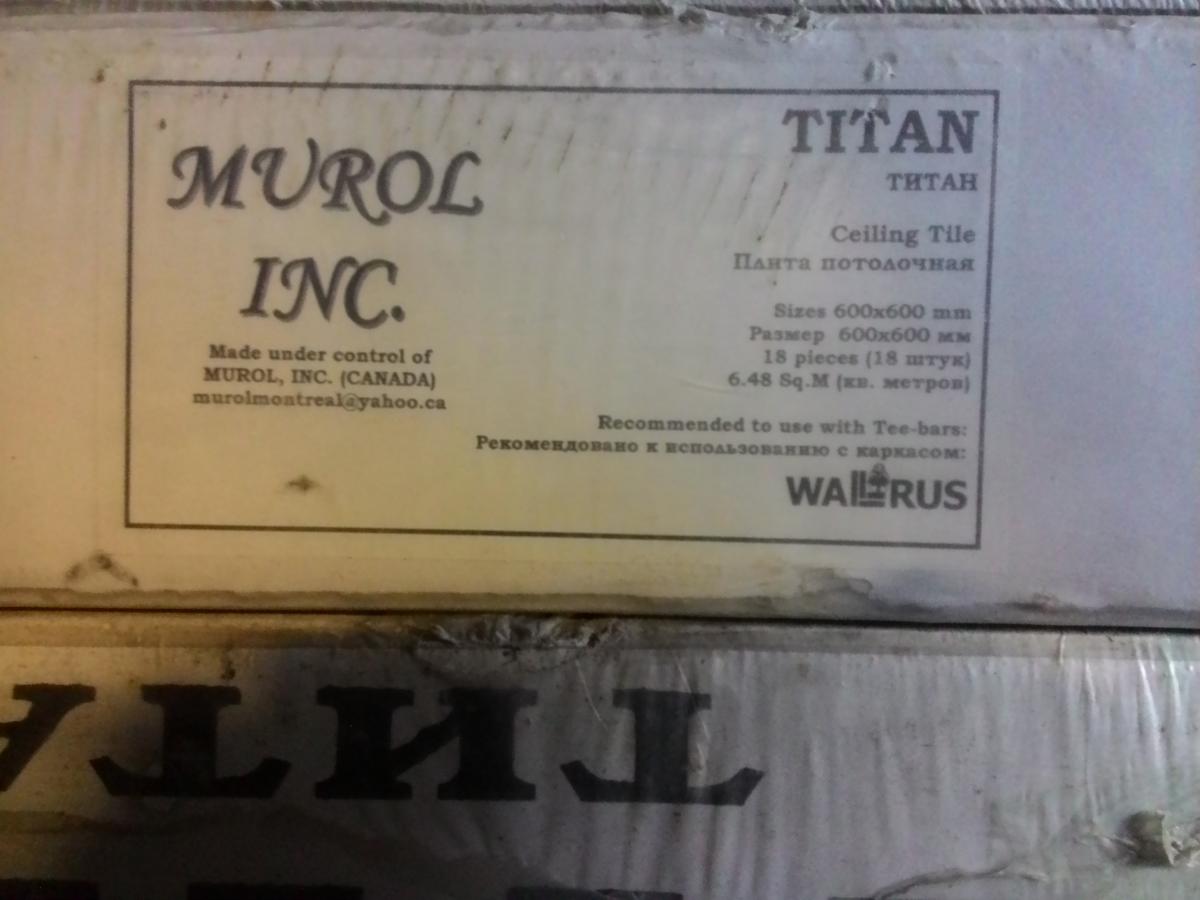 MUROL
INC.
Made under control of
MUROL, INC. (CANADA)
murolmontreal@yahoo.ca
TITAN
ТИТАН
Ceiling Tile
Плита потолочная
Sizes 600x600 mm
Размер 600x600 мм
18 pieces (18 штук)
6.48 Sq.M (кв. метров)
Recommended to use with Tee-bars:
Рекомендовано к использованию с каркасом:
WALLRUS
ТИТА